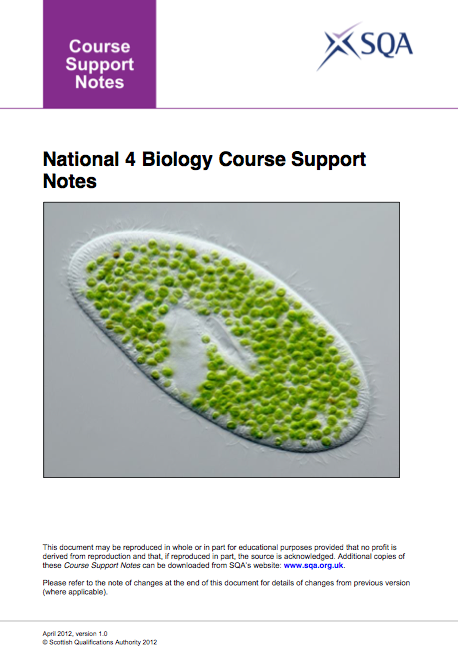 Course
Support
Notes
SQA
National 4 Biology Course Support
Notes
This document may be reproduced in whole or in part for educational purposes provided that no profit is
derived from reproduction and that, if reproduced in part, the source is acknowledged. Additional copies of
these Course Support Notes can be downloaded from SQA's website: www.sqa.org.uk.
Please refer to the note of changes at the end of this document for details of changes from previous version
(where applicable).
April 2012, version 1.0
© Scottish Qualifications Authority 2012